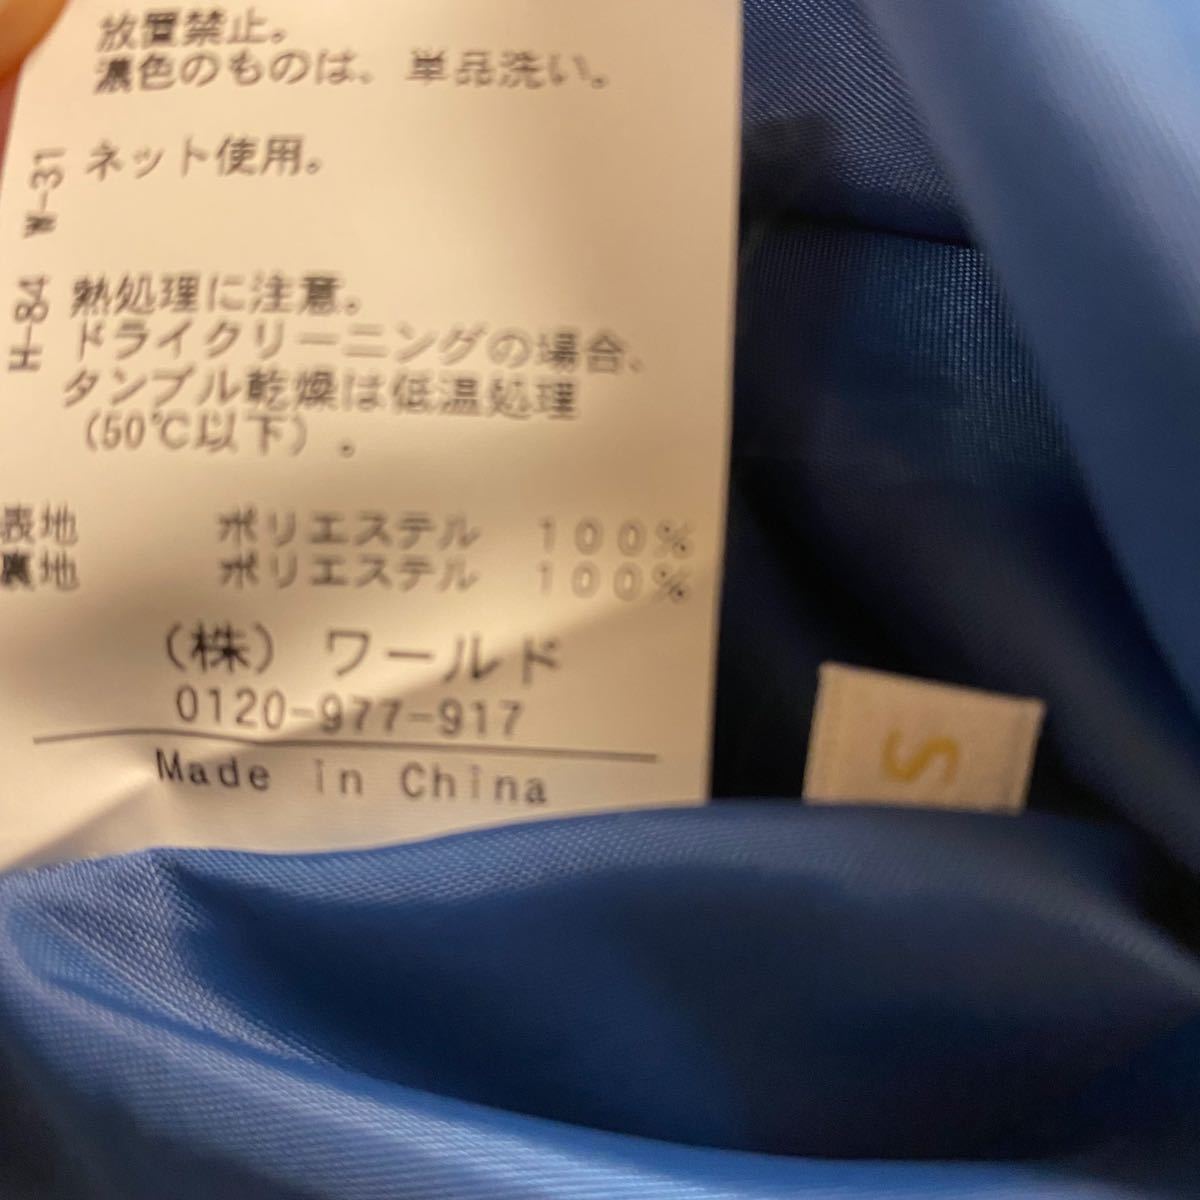 放置禁止。
濃色のものは、単品洗い。
ネット使用。
W-31
熱処理に注意。
H-84
ドライクリーニングの場合、
タンブル乾燥は低温処理
(50℃以下)。
表地 ポリエステル 100%
裏地 ポリエステル 100%
(株)ワールド
0120-977-917
Made in China
S